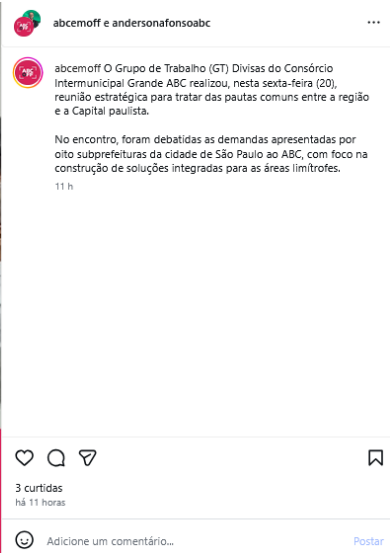 abcemoff e andersonafonsoabc
abcemoff O Grupo de Trabalho (GT) Divisas do Consórcio
Intermunicipal Grande ABC realizou, nesta sexta-feira (20),
reunião estratégica para tratar das pautas comuns entre a região
e a Capital paulista.
No encontro, foram debatidas as demandas apresentadas por
oito subprefeituras da cidade de São Paulo ao ABC, com foco na
construção de soluções integradas para as áreas limítrofes.
11 h
3 curtidas
há 11 horas
Adicione um comentário...
Postar